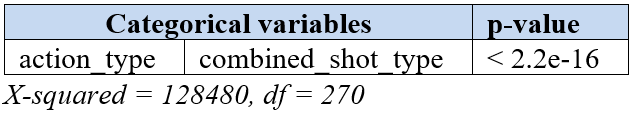 Categorical variables p-value
action_type combined_shot_type < 2.2e-16
X-squared = 128480, df = 270